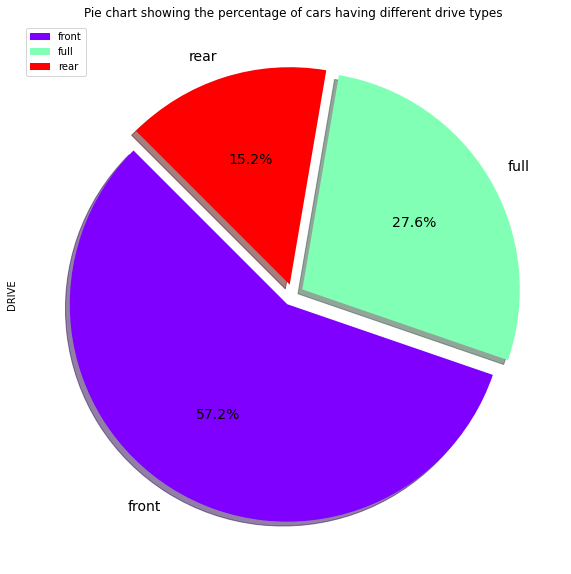 Pie chart showing the percentage of cars having different drive types
front
full
rear
rear
15.2%
full
27.6%
DRIVE
57.2%
front